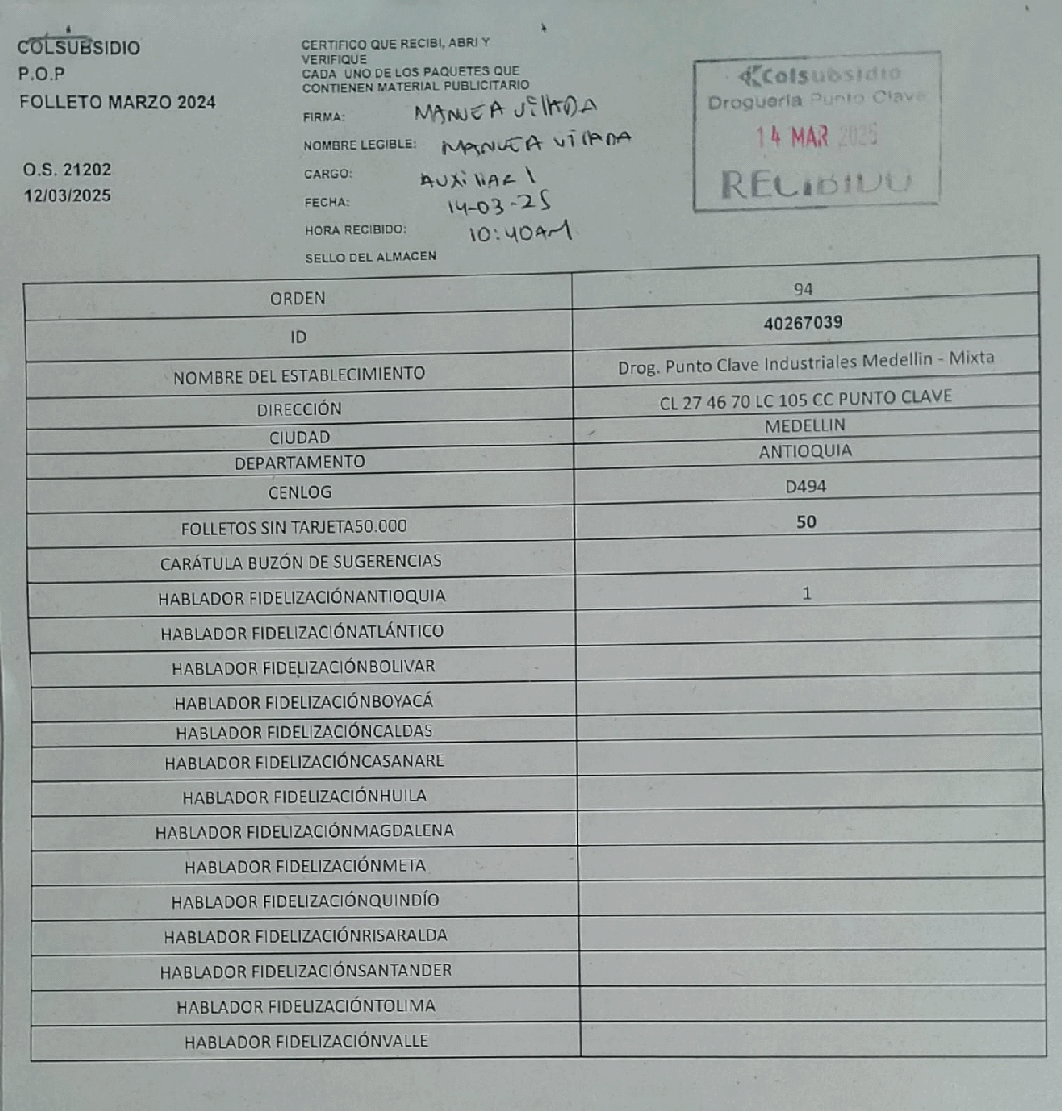 COLSUBSIDIO
P.O.P
FOLLETO MARZO 2024
O.S. 21202
12/03/2025
CERTIFICO QUE RECIBI, ABRI Y
VERIFIQUE
CADA UNO DE LOS PAQUETES QUE
CONTIENEN MATERIAL PUBLICITARIO
FIRMA: MANUEA VillADA
NOMBRE LEGIBLE: MANUEA VillADA
CARGO: AUXiliAR 1
FECHA: 14-03-25
HORA RECIBIDO: 10:40AM
SELLO DEL ALMACEN
Colsubsidio
Droguería Punto Clave
14 MAR 2025
RECIBIDO
ORDEN 94
ID 40267039
NOMBRE DEL ESTABLECIMIENTO Drog. Punto Clave Industriales Medellin - Mixta
DIRECCIÓN CL 27 46 70 LC 105 CC PUNTO CLAVE
CIUDAD MEDELLIN
DEPARTAMENTO ANTIOQUIA
CENLOG D494
FOLLETOS SIN TARJETA50.000 50
CARÁTULA BUZÓN DE SUGERENCIAS
HABLADOR FIDELIZACIÓNANTIOQUIA 1
HABLADOR FIDELIZACIÓNATLÁNTICO
HABLADOR FIDELIZACIÓNBOLIVAR
HABLADOR FIDELIZACIÓNBOYACÁ
HABLADOR FIDELIZACIÓNCALDAS
HABLADOR FIDELIZACIÓNCASANARE
HABLADOR FIDELIZACIÓNHUILA
HABLADOR FIDELIZACIÓNMAGDALENA
HABLADOR FIDELIZACIÓNMETA
HABLADOR FIDELIZACIÓNQUINDÍO
HABLADOR FIDELIZACIÓNRISARALDA
HABLADOR FIDELIZACIÓNSANTANDER
HABLADOR FIDELIZACIÓNTOLIMA
HABLADOR FIDELIZACIÓNVALLE